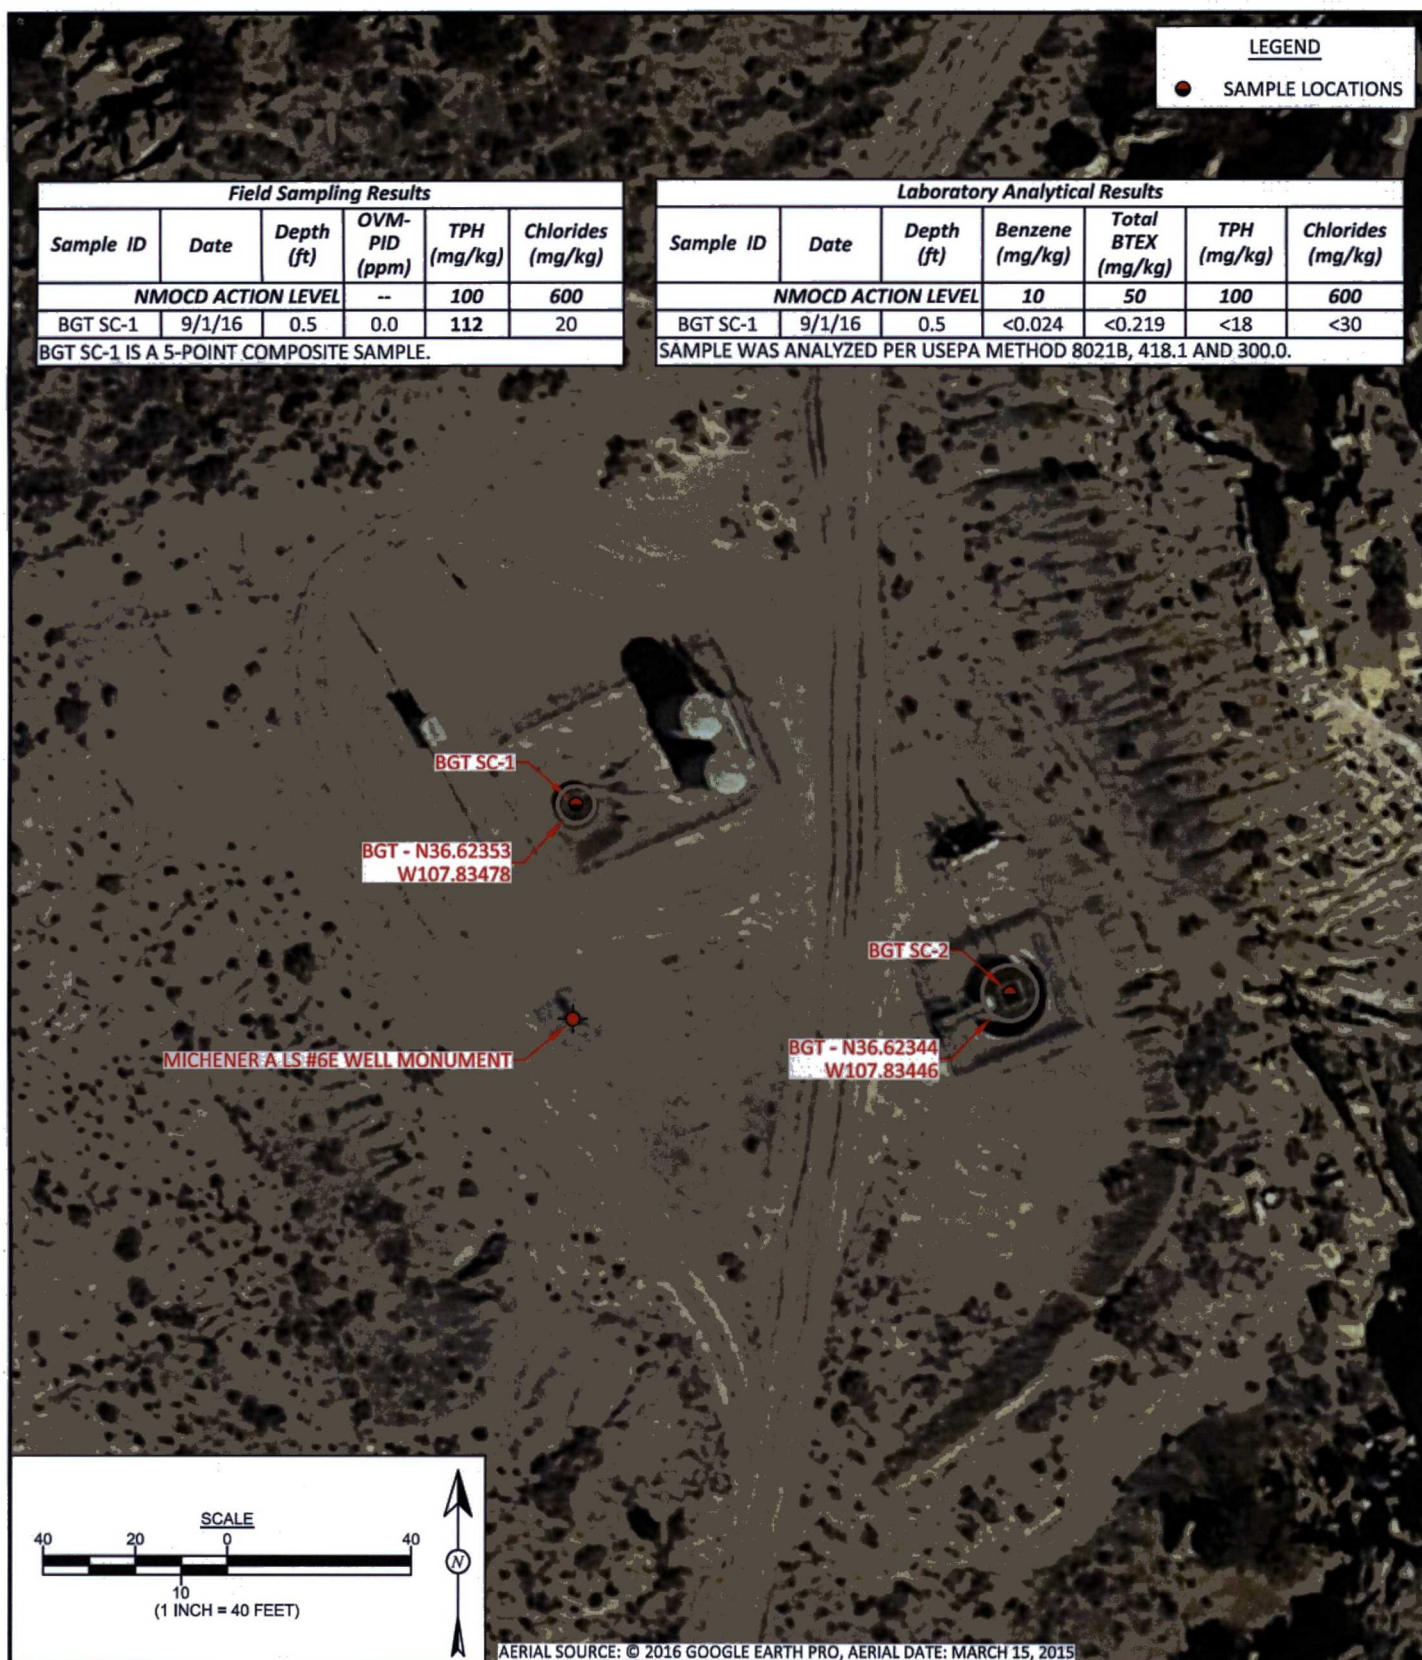 LEGEND
SAMPLE LOCATIONS
Field Sampling Results
Sample ID Date Depth (ft) OVM-PID (ppm) TPH (mg/kg) Chlorides (mg/kg)
NMOCD ACTION LEVEL -- 100 600
BGT SC-1 9/1/16 0.5 0.0 112 20
BGT SC-1 IS A 5-POINT COMPOSITE SAMPLE.
Laboratory Analytical Results
Sample ID Date Depth (ft) Benzene (mg/kg) Total BTEX (mg/kg) TPH (mg/kg) Chlorides (mg/kg)
NMOCD ACTION LEVEL 10 50 100 600
BGT SC-1 9/1/16 0.5 <0.024 <0.219 <18 <30
SAMPLE WAS ANALYZED PER USEPA METHOD 8021B, 418.1 AND 300.0.
BGT SC-1
BGT - N36.62353
W107.83478
BGT SC-2
BGT - N36.62344
W107.83446
MICHENER A LS #6E WELL MONUMENT
SCALE
40 20 0 40
10
(1 INCH = 40 FEET)
N
AERIAL SOURCE: © 2016 GOOGLE EARTH PRO, AERIAL DATE: MARCH 15, 2015